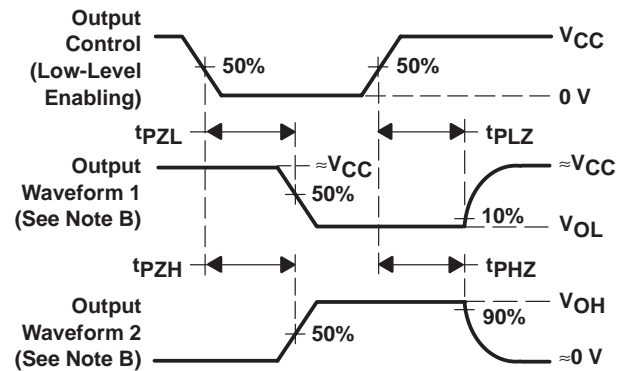 Output
Control
(Low-Level
Enabling)
50%
50%
VCC
0 V
tPZL
tPLZ
Output
Waveform 1
(See Note B)
≈VCC
50%
≈VCC
10%
VOL
tPZH
tPHZ
Output
Waveform 2
(See Note B)
50%
VOH
90%
≈0 V